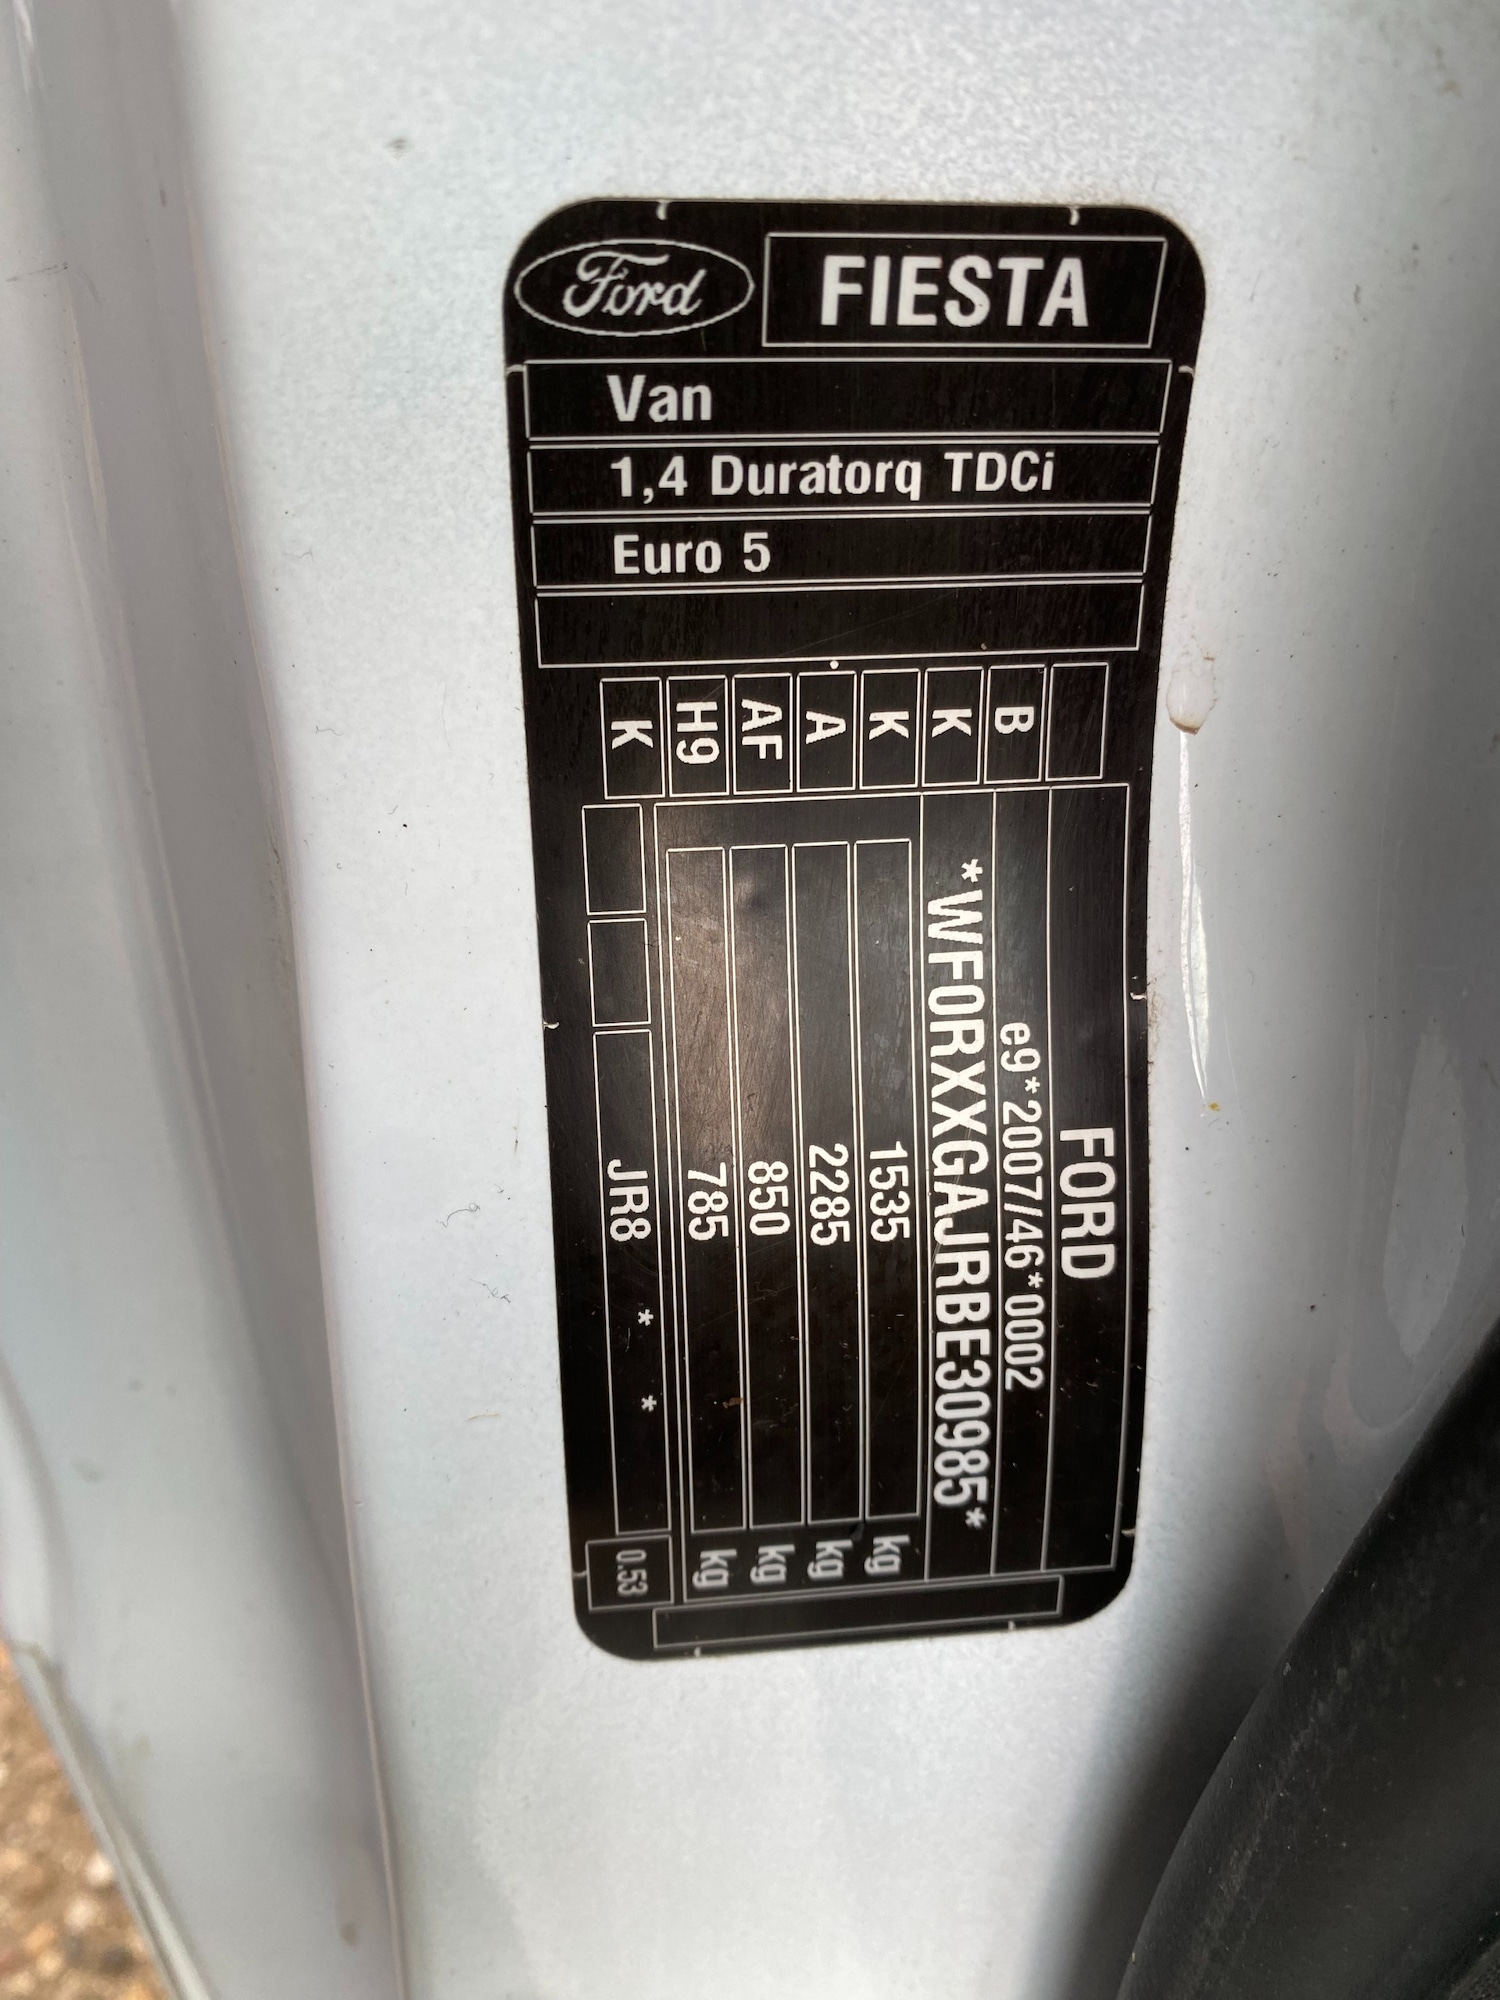 Ford
FIESTA
Van
1,4 Duratorq TDCi
Euro 5
B
K
K
A
AF
H9
K
FORD
e9*2007/46*0002
*WF0RXXGAJRBE30985*
1535 kg
2285 kg
850 kg
785 kg
JR8 * *
0.53